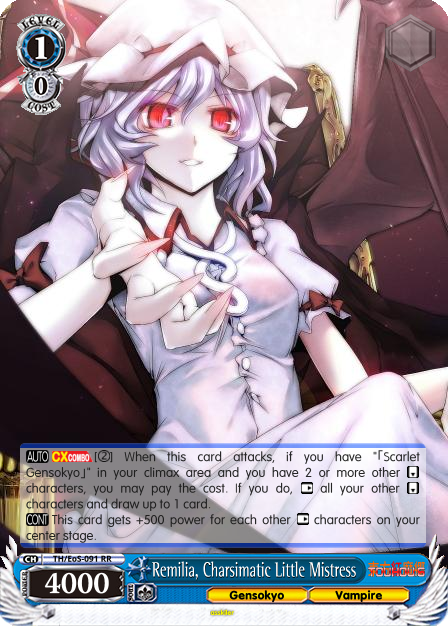 LEVEL
1
0
COST
AUTO CXCOMBO [②] When this card attacks, if you have "「Scarlet
Gensokyo」" in your climax area and you have 2 or more other
characters, you may pay the cost. If you do, all your other
characters and draw up to 1 card.
CONT This card gets +500 power for each other characters on your
center stage.
CH TH/EoS-091 RR
POWER 4000 SOUL
Remilia, Charsimatic Little Mistress
Gensokyo Vampire